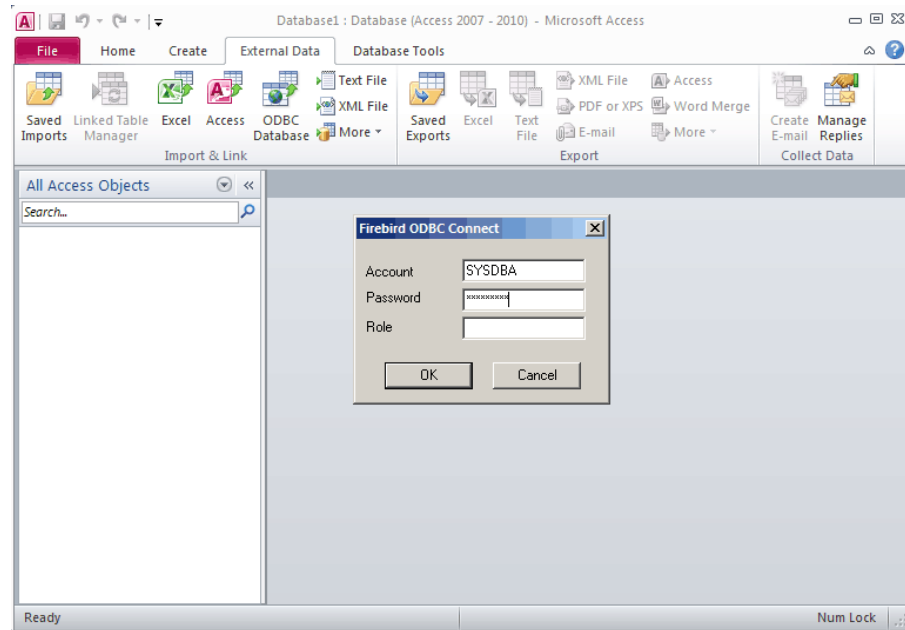 Database1 : Database (Access 2007 - 2010) - Microsoft Access
File Home Create External Data Database Tools
Saved Imports
Linked Table Manager
Excel
Access
ODBC Database
Text File
XML File
More
Import & Link
Saved Exports
Excel
Text File
XML File
PDF or XPS
E-mail
Access
Word Merge
More
Export
Create E-mail
Manage Replies
Collect Data
All Access Objects
Search...
Firebird ODBC Connect
Account SYSDBA
Password *********
Role
OK Cancel
Ready Num Lock